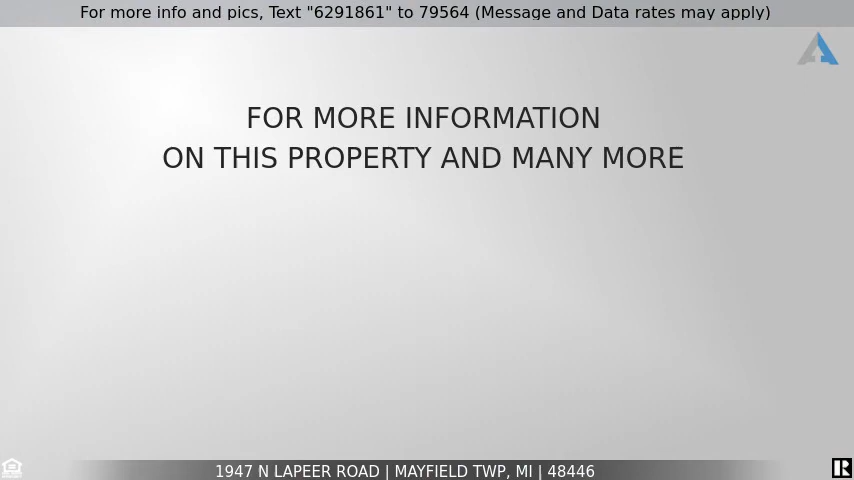 For more info and pics, Text "6291861" to 79564 (Message and Data rates may apply)
FOR MORE INFORMATION
ON THIS PROPERTY AND MANY MORE
1947 N LAPEER ROAD | MAYFIELD TWP, MI | 48446